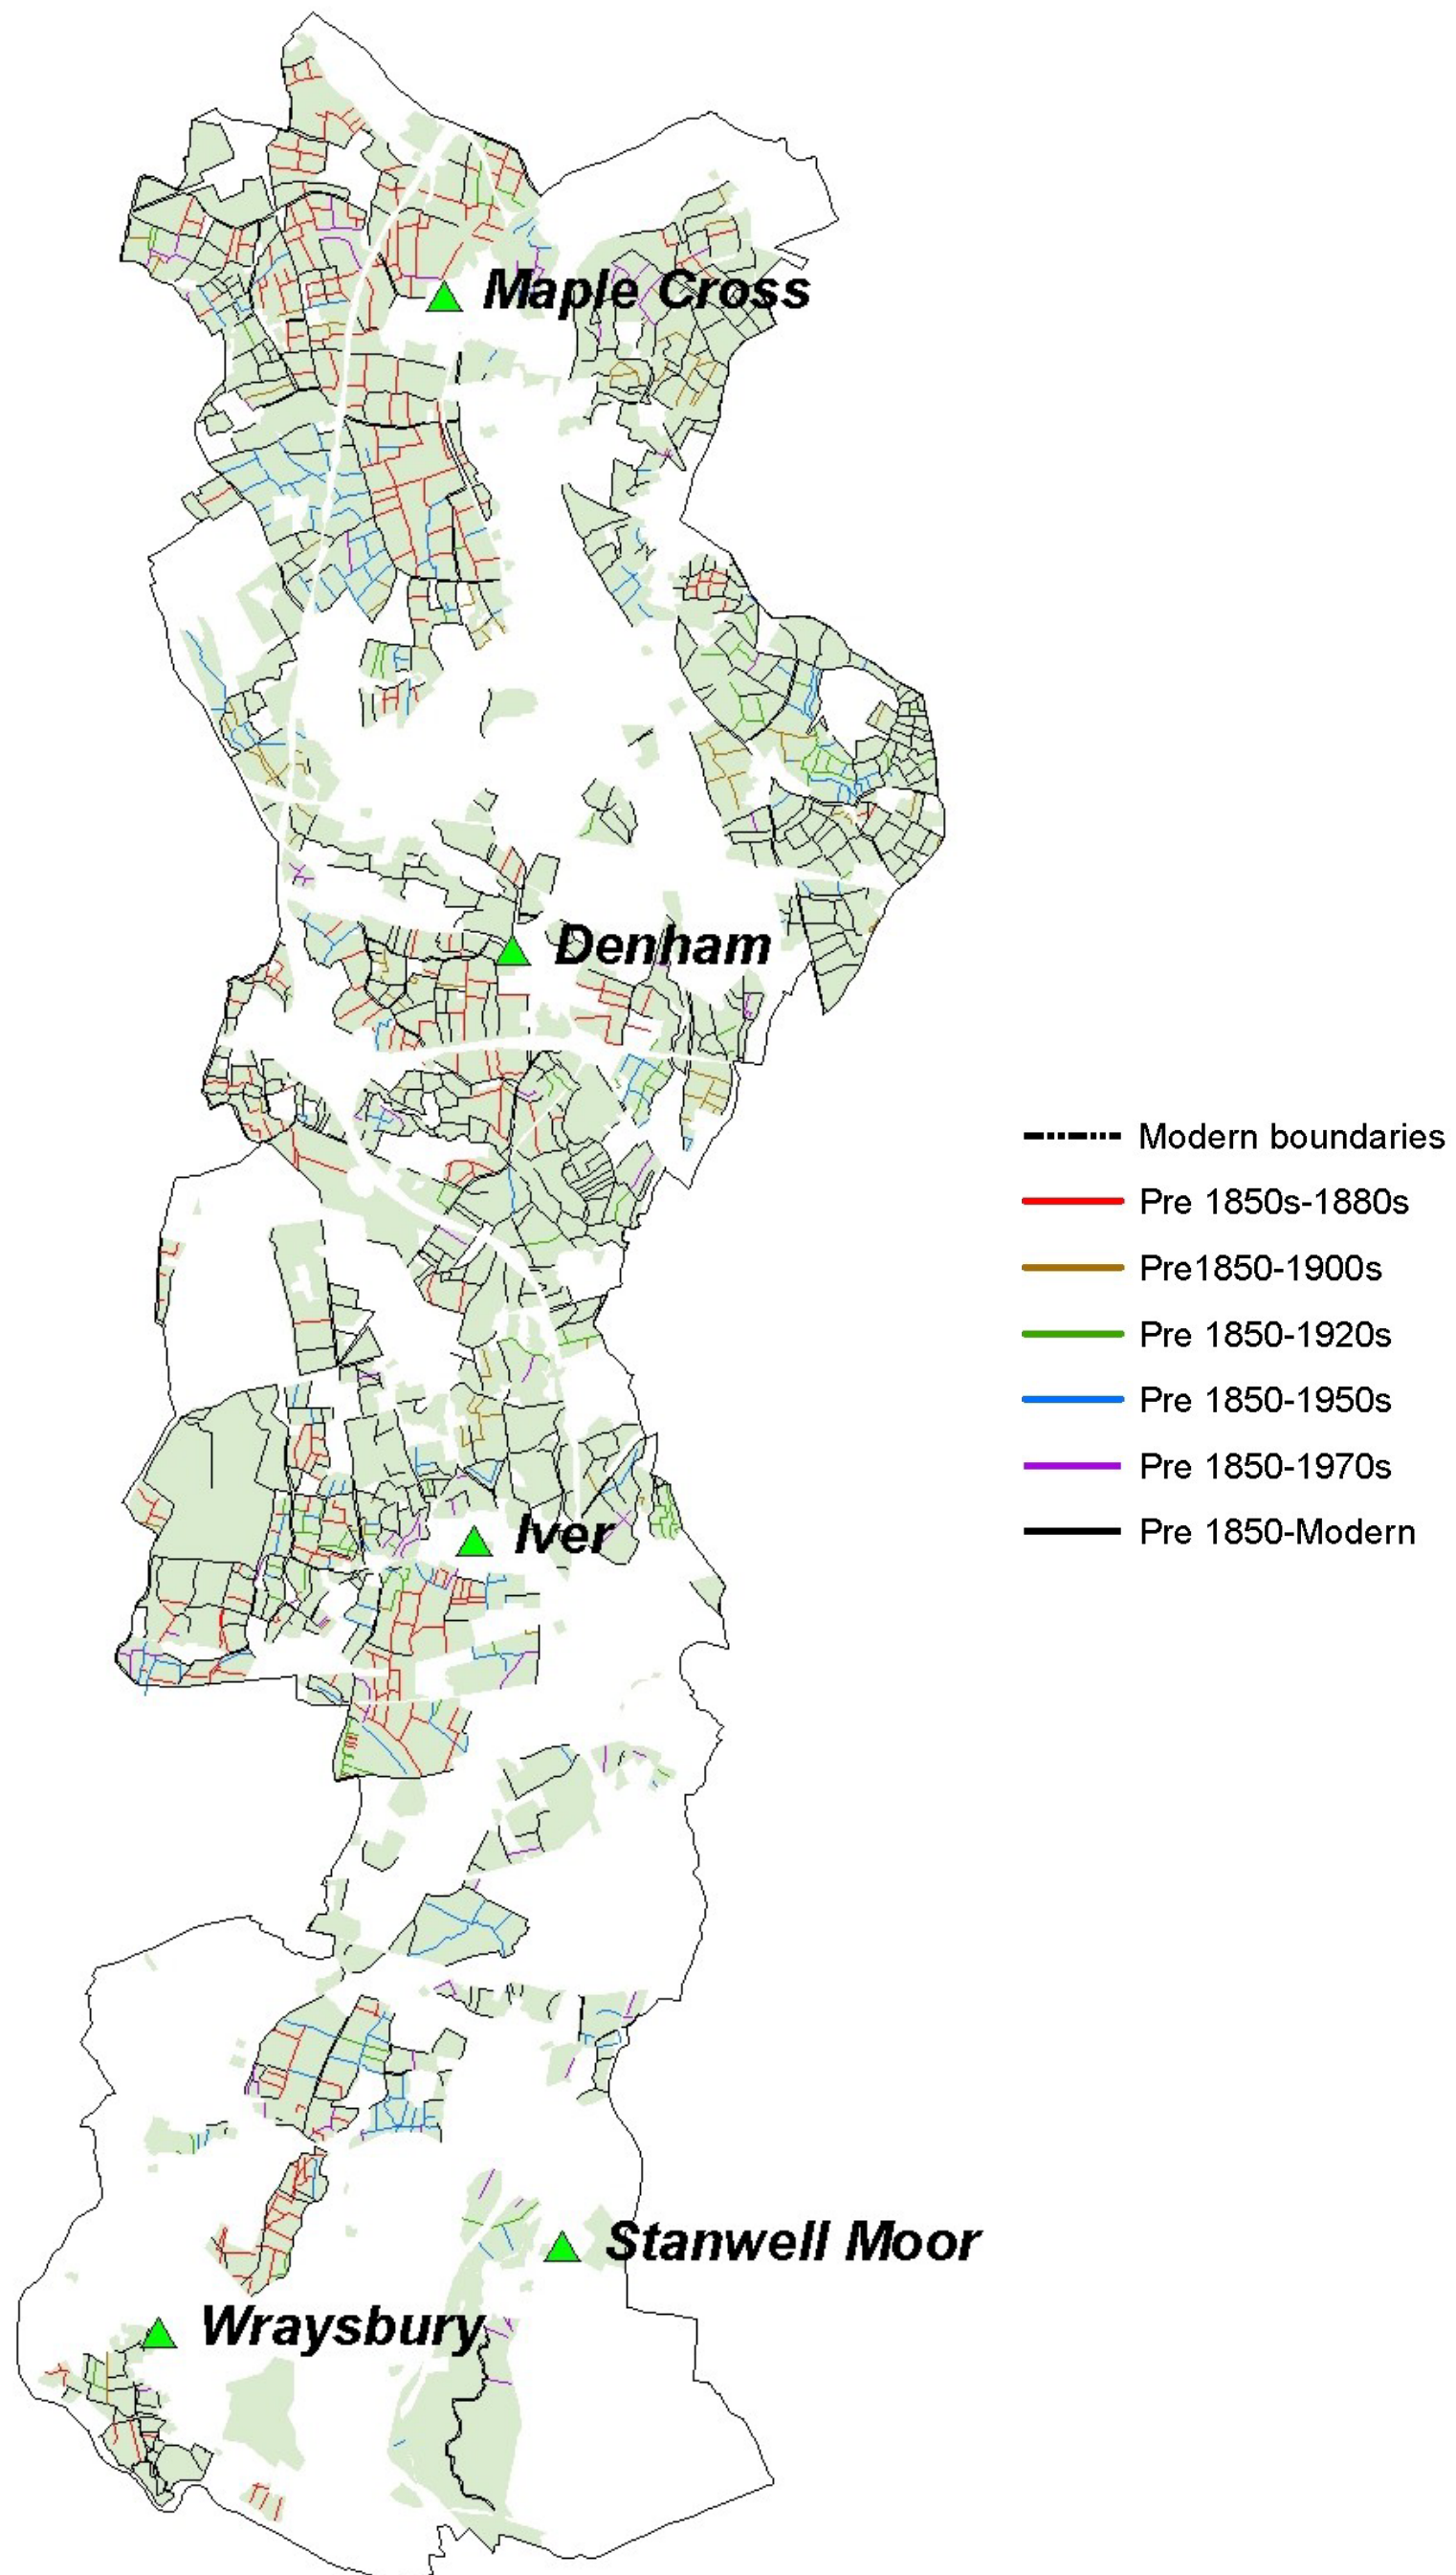 Maple Cross
Denham
Modern boundaries
Pre 1850s-1880s
Pre1850-1900s
Pre 1850-1920s
Pre 1850-1950s
Pre 1850-1970s
Pre 1850-Modern
Iver
Stanwell Moor
Wraysbury